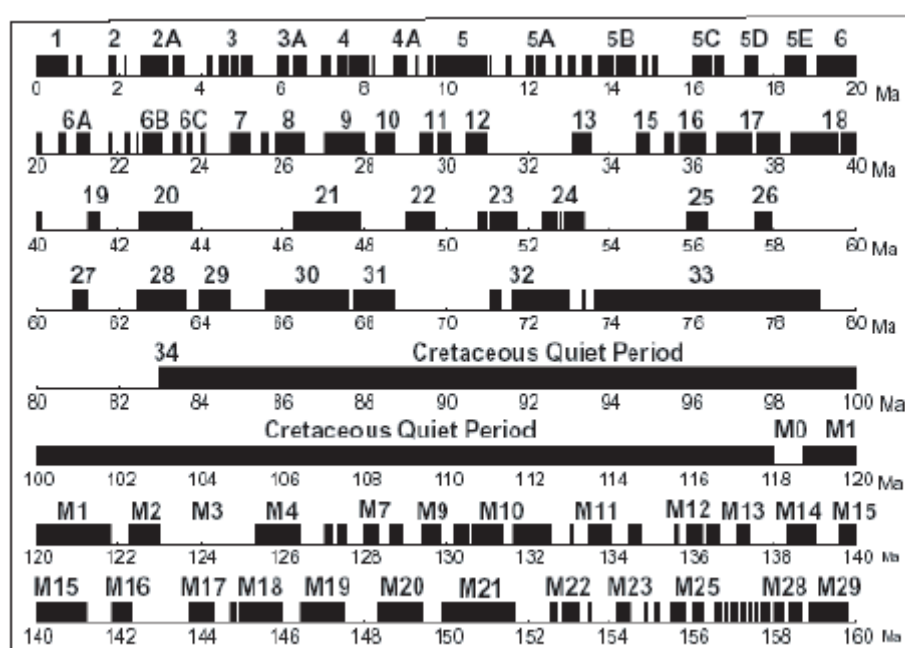 1 2 2A 3 3A 4 4A 5 5A 5B 5C 5D 5E 6
0 2 4 6 8 10 12 14 16 18 20 Ma
6A 6B 6C 7 8 9 10 11 12 13 15 16 17 18
20 22 24 26 28 30 32 34 36 38 40 Ma
19 20 21 22 23 24 25 26
40 42 44 46 48 50 52 54 56 58 60 Ma
27 28 29 30 31 32 33
60 62 64 66 68 70 72 74 76 78 80 Ma
34 Cretaceous Quiet Period
80 82 84 86 88 90 92 94 96 98 100 Ma
Cretaceous Quiet Period M0 M1
100 102 104 106 108 110 112 114 116 118 120 Ma
M1 M2 M3 M4 M7 M9 M10 M11 M12 M13 M14 M15
120 122 124 126 128 130 132 134 136 138 140 Ma
M15 M16 M17 M18 M19 M20 M21 M22 M23 M25 M28 M29
140 142 144 146 148 150 152 154 156 158 160 Ma